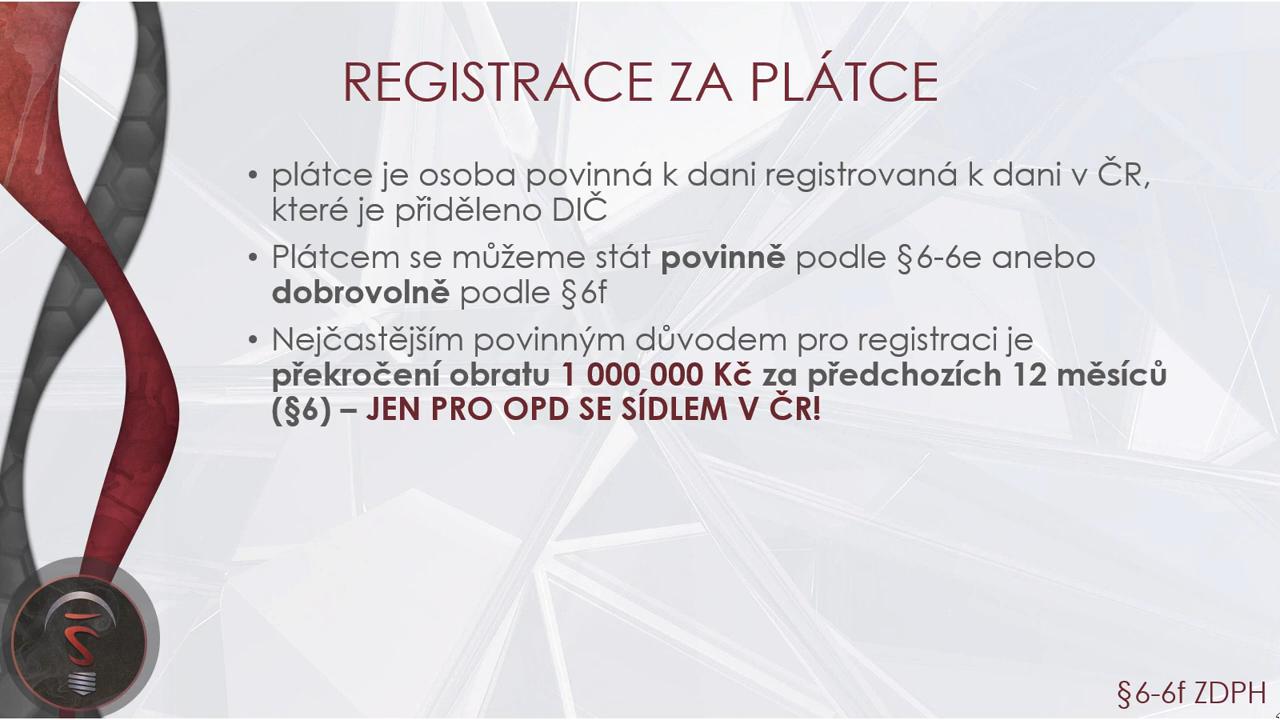 REGISTRACE ZA PLÁTCE
• plátce je osoba povinná k dani registrovaná k dani v ČR,
které je přiděleno DIČ
• Plátcem se můžeme stát povinně podle §6-6e anebo
dobrovolně podle §6f
• Nejčastějším povinným důvodem pro registraci je
překročení obratu 1 000 000 Kč za předchozích 12 měsíců
(§6) – JEN PRO OPD SE SÍDLEM V ČR!
§6-6f ZDPH